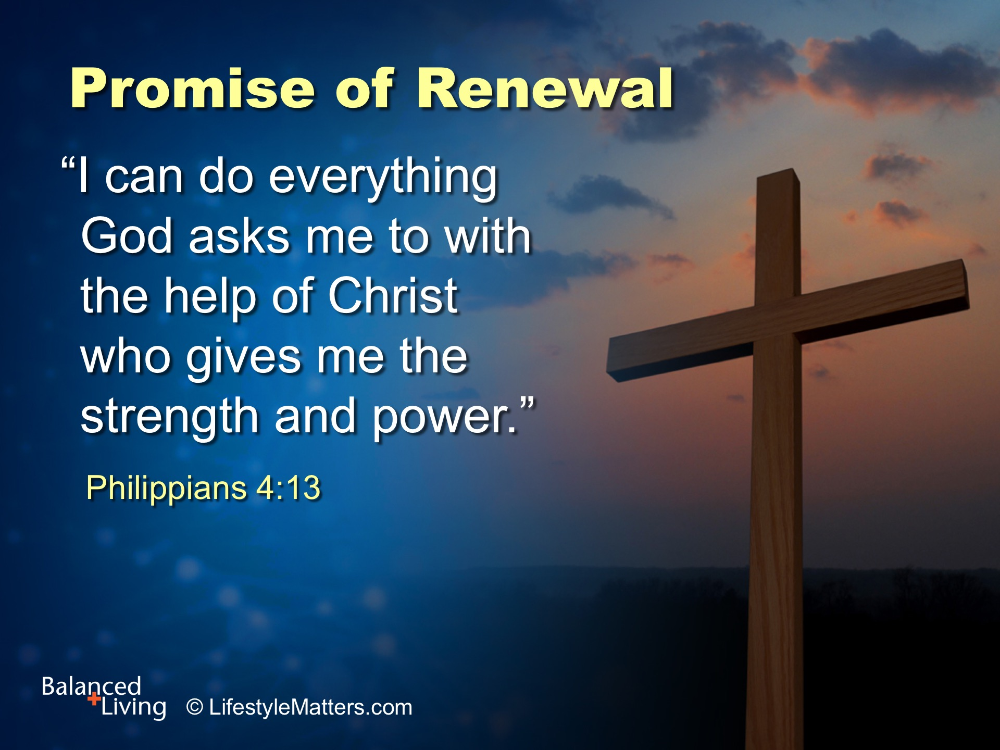 Promise of Renewal
“I can do everything
God asks me to with
the help of Christ
who gives me the
strength and power.”
Philippians 4:13
Balanced
Living
© LifestyleMatters.com